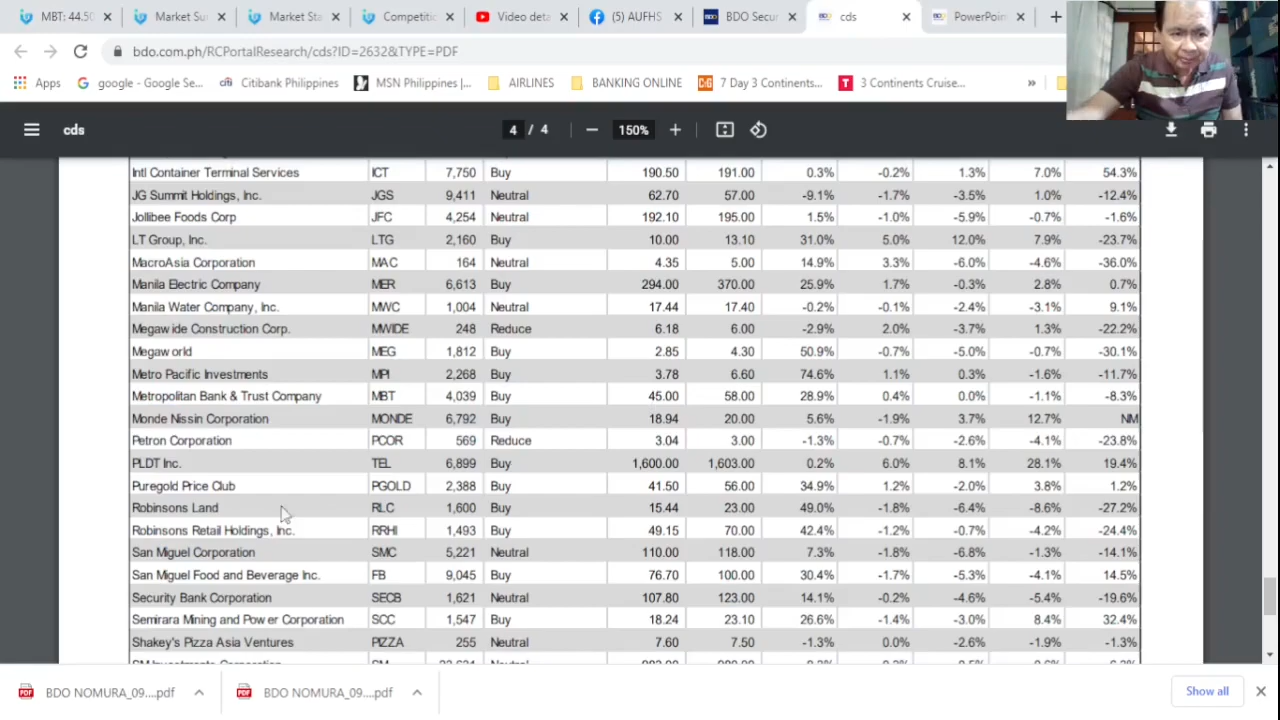 MBT: 44.50
Market Su
Market Sta
Competitic
Video deta
(5) AUFHS
BDO Secur
cds
PowerPoin
bdo.com.ph/RCPortalResearch/cds?ID=2632&TYPE=PDF
Apps google - Google Se... Citibank Philippines MSN Philippines |... AIRLINES BANKING ONLINE 7 Day 3 Continents... 3 Continents Cruise... »
cds 4 / 4 150%
Intl Container Terminal Services ICT 7,750 Buy 190.50 191.00 0.3% -0.2% 1.3% 7.0% 54.3%
JG Summit Holdings, Inc. JGS 9,411 Neutral 62.70 57.00 -9.1% -1.7% -3.5% 1.0% -12.4%
Jollibee Foods Corp JFC 4,254 Neutral 192.10 195.00 1.5% -1.0% -5.9% -0.7% -1.6%
LT Group, Inc. LTG 2,160 Buy 10.00 13.10 31.0% 5.0% 12.0% 7.9% -23.7%
MacroAsia Corporation MAC 164 Neutral 4.35 5.00 14.9% 3.3% -6.0% -4.6% -36.0%
Manila Electric Company MER 6,613 Buy 294.00 370.00 25.9% 1.7% -0.3% 2.8% 0.7%
Manila Water Company, Inc. MWC 1,004 Neutral 17.44 17.40 -0.2% -0.1% -2.4% -3.1% 9.1%
Megawide Construction Corp. MWIDE 248 Reduce 6.18 6.00 -2.9% 2.0% -3.7% 1.3% -22.2%
Megaworld MEG 1,812 Buy 2.85 4.30 50.9% -0.7% -5.0% -0.7% -30.1%
Metro Pacific Investments MPI 2,268 Buy 3.78 6.60 74.6% 1.1% 0.3% -1.6% -11.7%
Metropolitan Bank & Trust Company MBT 4,039 Buy 45.00 58.00 28.9% 0.4% 0.0% -1.1% -8.3%
Monde Nissin Corporation MONDE 6,792 Buy 18.94 20.00 5.6% -1.9% 3.7% 12.7% NM
Petron Corporation PCOR 569 Reduce 3.04 3.00 -1.3% -0.7% -2.6% -4.1% -23.8%
PLDT Inc. TEL 6,899 Buy 1,600.00 1,603.00 0.2% 6.0% 8.1% 28.1% 19.4%
Puregold Price Club PGOLD 2,388 Buy 41.50 56.00 34.9% 1.2% -2.0% 3.8% 1.2%
Robinsons Land RLC 1,600 Buy 15.44 23.00 49.0% -1.8% -6.4% -8.6% -27.2%
Robinsons Retail Holdings, Inc. RRHI 1,493 Buy 49.15 70.00 42.4% -1.2% -0.7% -4.2% -24.4%
San Miguel Corporation SMC 5,221 Neutral 110.00 118.00 7.3% -1.8% -6.8% -1.3% -14.1%
San Miguel Food and Beverage Inc. FB 9,045 Buy 76.70 100.00 30.4% -1.7% -5.3% -4.1% 14.5%
Security Bank Corporation SECB 1,621 Neutral 107.80 123.00 14.1% -0.2% -4.6% -5.4% -19.6%
Semirara Mining and Power Corporation SCC 1,547 Buy 18.24 23.10 26.6% -1.4% -3.0% 8.4% 32.4%
Shakey's Pizza Asia Ventures PIZZA 255 Neutral 7.60 7.50 -1.3% 0.0% -2.6% -1.9% -1.3%
BDO NOMURA_09....pdf BDO NOMURA_09....pdf Show all